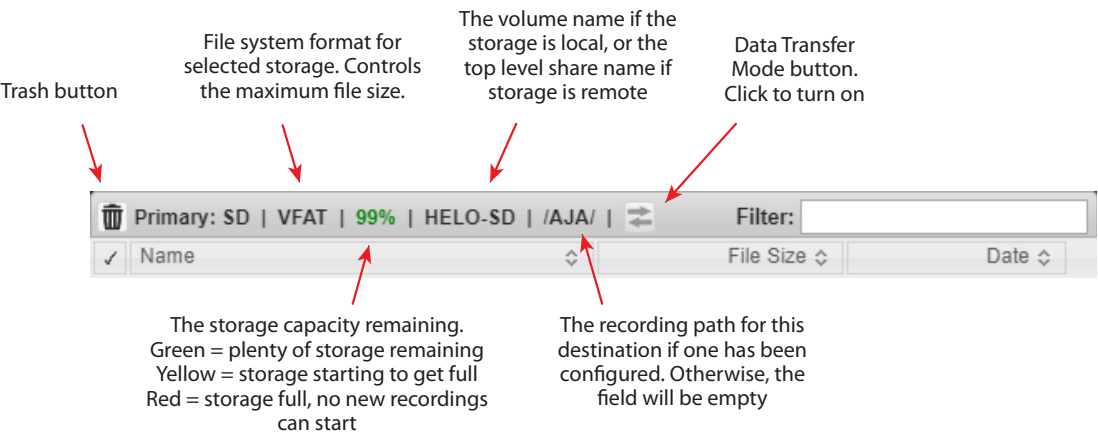 Trash button
File system format for
selected storage. Controls
the maximum file size.
The volume name if the
storage is local, or the
top level share name if
storage is remote
Data Transfer
Mode button.
Click to turn on
Primary: SD | VFAT | 99% | HELO-SD | /AJA/ | Filter:
✓ Name File Size Date
The storage capacity remaining.
Green = plenty of storage remaining
Yellow = storage starting to get full
Red = storage full, no new recordings
can start
The recording path for this
destination if one has been
configured. Otherwise, the
field will be empty